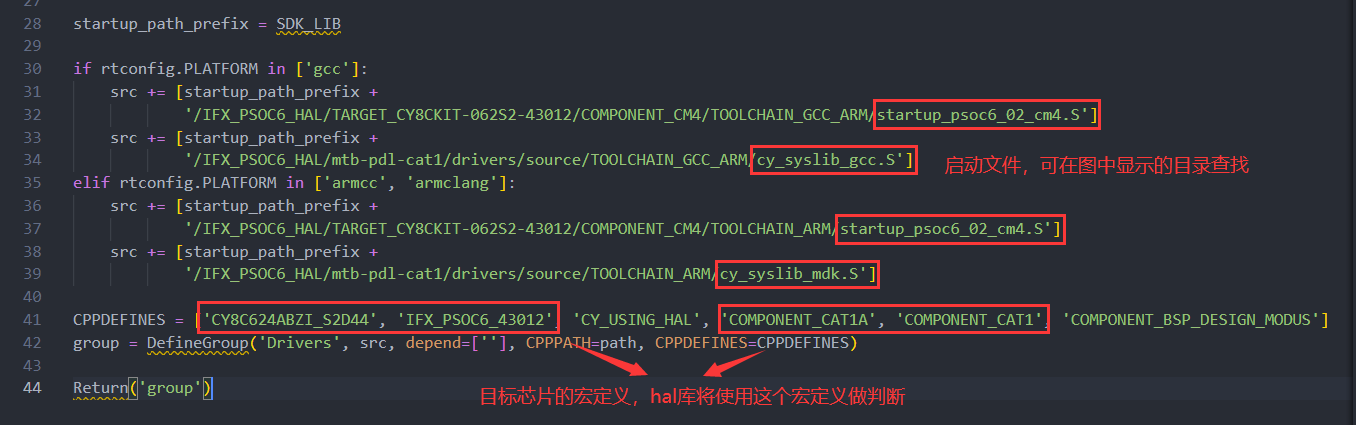 27
28 startup_path_prefix = SDK_LIB
29
30 if rtconfig.PLATFORM in ['gcc']:
31 src += [startup_path_prefix +
32 '/IFX_PSOC6_HAL/TARGET_CY8CKIT-062S2-43012/COMPONENT_CM4/TOOLCHAIN_GCC_ARM/startup_psoc6_02_cm4.S']
33 src += [startup_path_prefix +
34 '/IFX_PSOC6_HAL/mtb-pdl-cat1/drivers/source/TOOLCHAIN_GCC_ARM/cy_syslib_gcc.S']
启动文件，可在图中显示的目录查找
35 elif rtconfig.PLATFORM in ['armcc', 'armclang']:
36 src += [startup_path_prefix +
37 '/IFX_PSOC6_HAL/TARGET_CY8CKIT-062S2-43012/COMPONENT_CM4/TOOLCHAIN_ARM/startup_psoc6_02_cm4.S']
38 src += [startup_path_prefix +
39 '/IFX_PSOC6_HAL/mtb-pdl-cat1/drivers/source/TOOLCHAIN_ARM/cy_syslib_mdk.S']
40
41 CPPDEFINES = ['CY8C624ABZI_S2D44', 'IFX_PSOC6_43012', 'CY_USING_HAL', 'COMPONENT_CAT1A', 'COMPONENT_CAT1', 'COMPONENT_BSP_DESIGN_MODUS']
42 group = DefineGroup('Drivers', src, depend=[''], CPPPATH=path, CPPDEFINES=CPPDEFINES)
43
44 Return('group')
目标芯片的宏定义，hal库将使用这个宏定义做判断